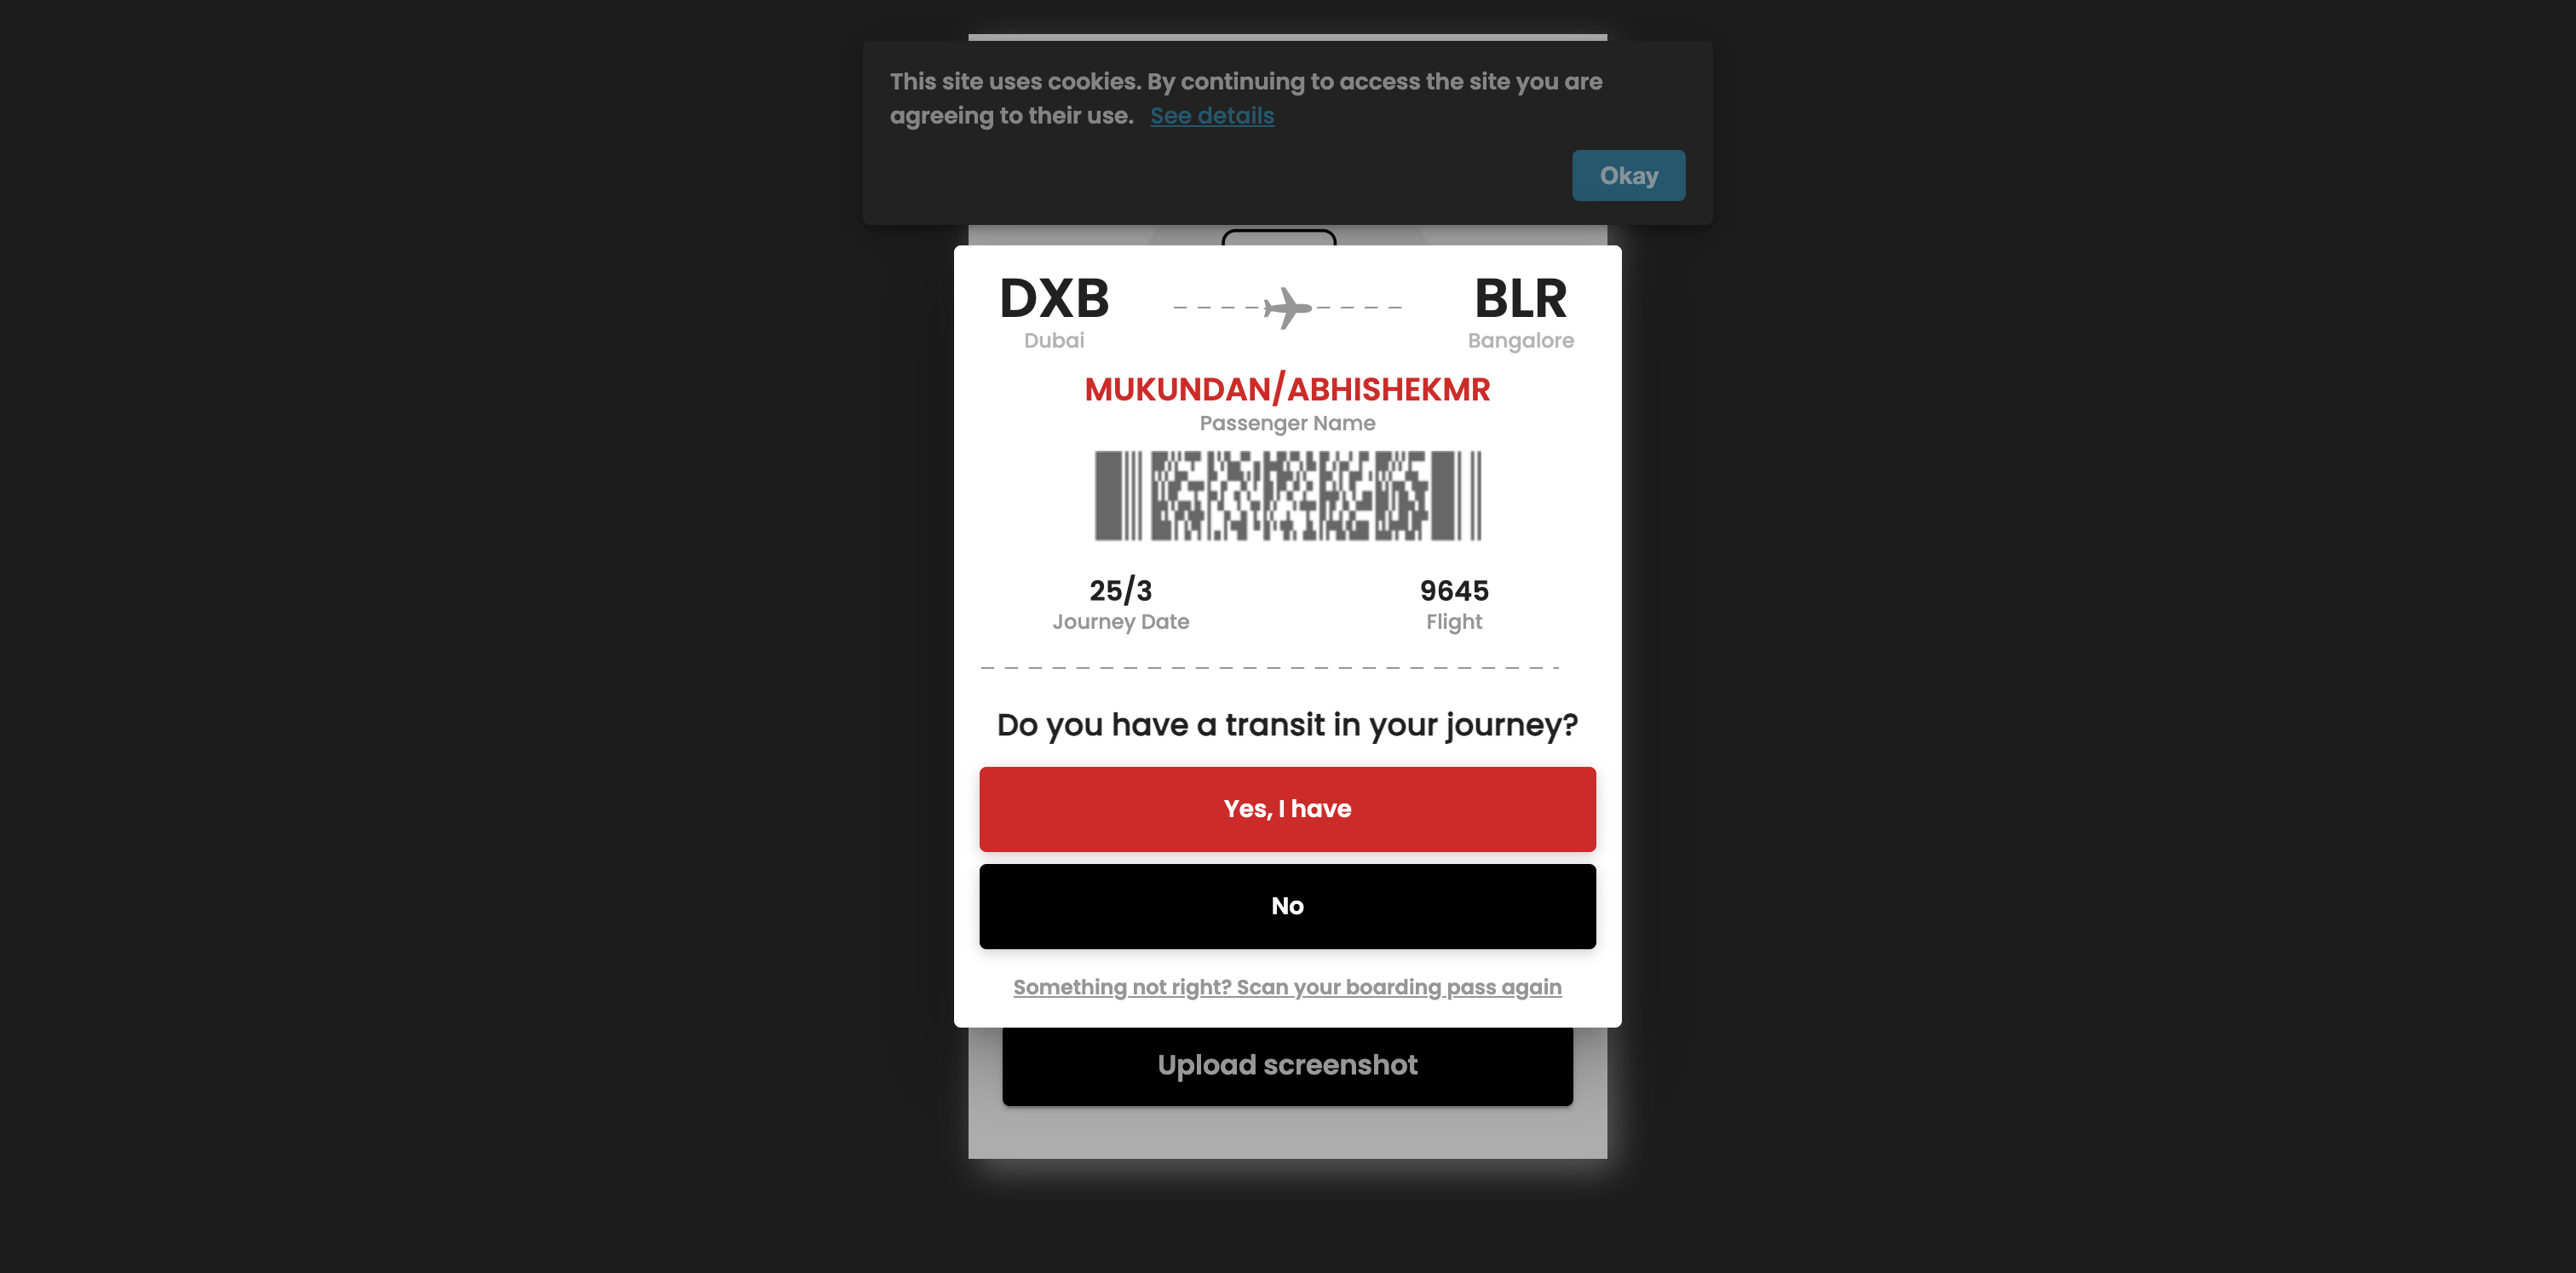 This site uses cookies. By continuing to access the site you are
agreeing to their use. See details
Okay
DXB
BLR
Dubai
Bangalore
MUKUNDAN/ABHISHEKMR
Passenger Name
25/3
9645
Journey Date
Flight
Do you have a transit in your journey?
Yes, I have
No
Something not right? Scan your boarding pass again
Upload screenshot